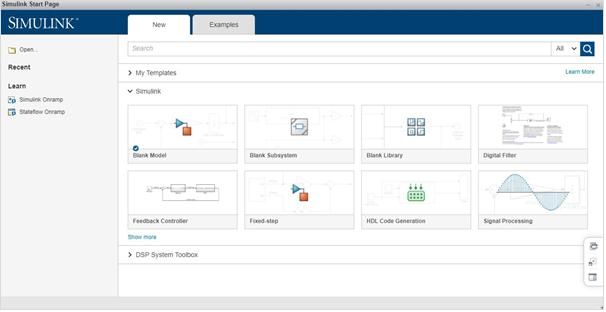 Simulink Start Page
SIMULINK®
New
Examples
Open...
Recent
Learn
Simulink Onramp
Stateflow Onramp
Search
All
My Templates
Learn More
Simulink
Blank Model
Blank Subsystem
Blank Library
Digital Filter
Feedback Controller
Fixed-step
HDL Code Generation
Signal Processing
Show more
DSP System Toolbox